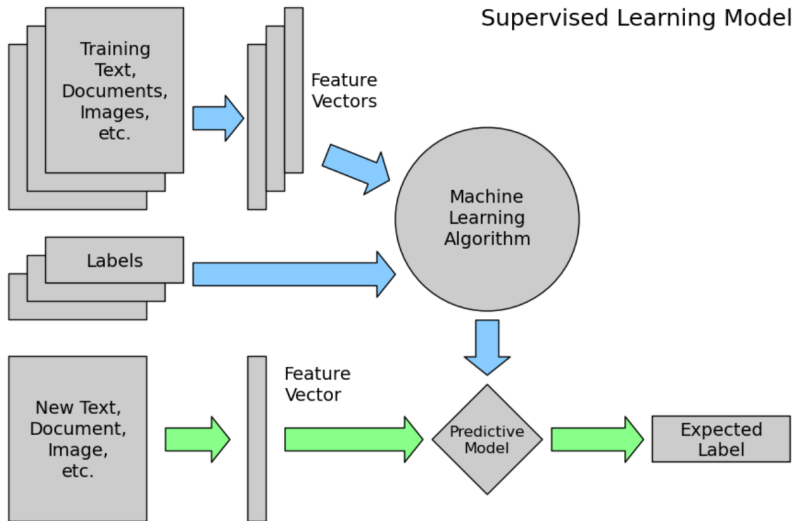 Supervised Learning Model
Training
Text,
Documents,
Images,
etc.
Feature
Vectors
Machine
Learning
Algorithm
Labels
New Text,
Document,
Image,
etc.
Feature
Vector
Predictive
Model
Expected
Label